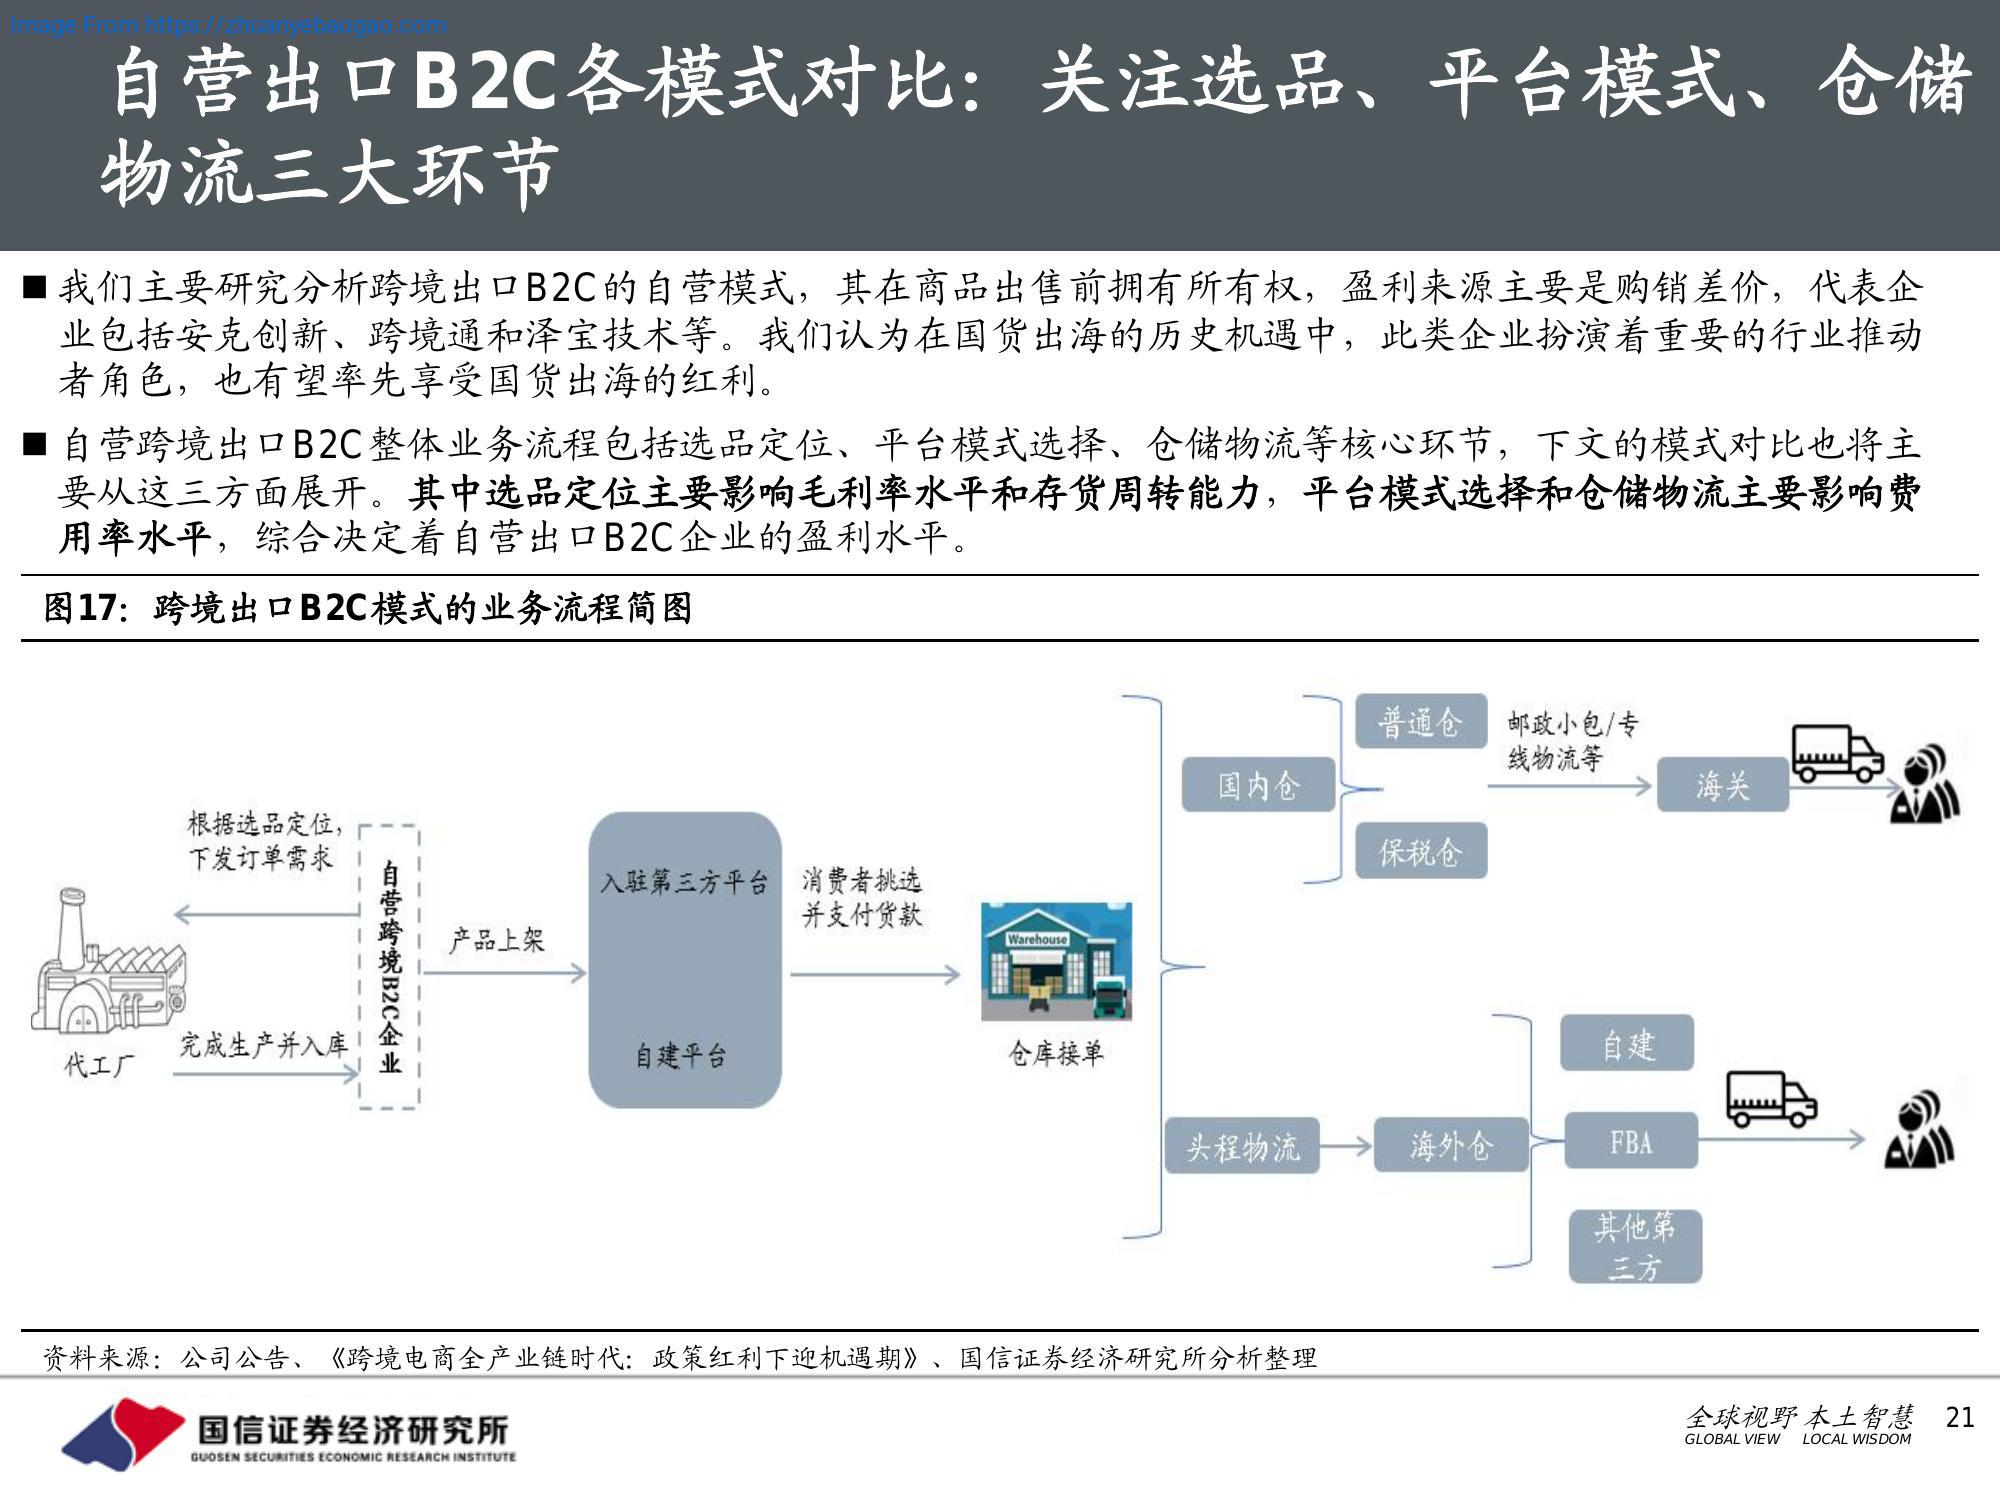 Image From https://zhuanyebaogao.com
自营出口B2C各模式对比：关注选品、平台模式、仓储
物流三大环节
■我们主要研究分析跨境出口B2C的自营模式，其在商品出售前拥有所有权，盈利来源主要是购销差价，代表企
业包括安克创新、跨境通和泽宝技术等。我们认为在国货出海的历史机遇中，此类企业扮演着重要的行业推动
者角色，也有望率先享受国货出海的红利。
■自营跨境出口B2C整体业务流程包括选品定位、平台模式选择、仓储物流等核心环节，下文的模式对比也将主
要从这三方面展开。其中选品定位主要影响毛利率水平和存货周转能力，平台模式选择和仓储物流主要影响费
用率水平，综合决定着自营出口B2C企业的盈利水平。
图17：跨境出口B2C模式的业务流程简图
根据选品定位，
下发订单需求
代工厂
完成生产并入库
自营跨境B2C企业
产品上架
入驻第三方平台
自建平台
消费者挑选
并支付货款
Warehouse
仓库接单
国内仓
普通仓
保税仓
邮政小包/专
线物流等
海关
头程物流
海外仓
自建
FBA
其他第
三方
资料来源：公司公告、《跨境电商全产业链时代：政策红利下迎机遇期》、国信证券经济研究所分析整理
国信证券经济研究所
GUOSEN SECURITIES ECONOMIC RESEARCH INSTITUTE
全球视野 本土智慧
GLOBAL VIEW LOCAL WISDOM
21